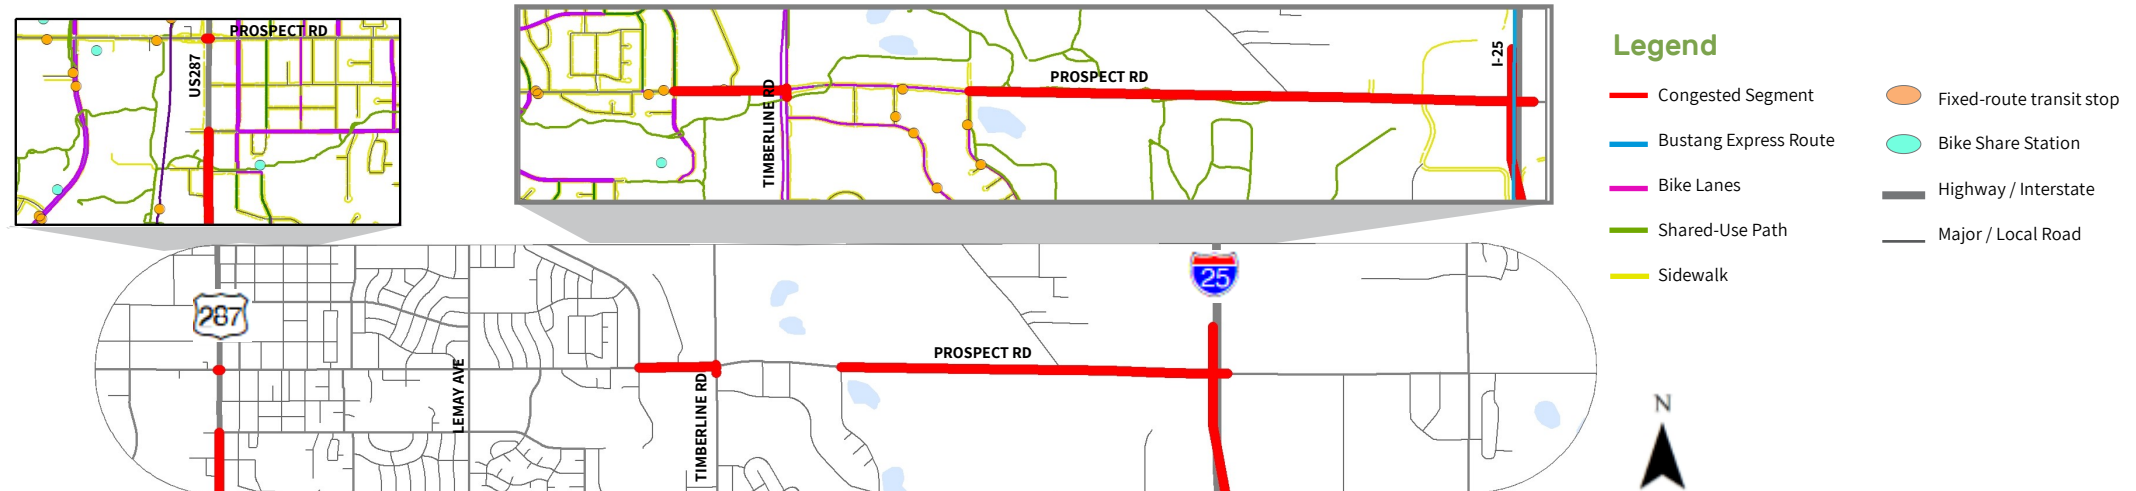 PROSPECT RD
US287
PROSPECT RD
TIMBERLINE RD
I-25
Legend
Congested Segment
Bustang Express Route
Bike Lanes
Shared-Use Path
Sidewalk
Fixed-route transit stop
Bike Share Station
Highway / Interstate
Major / Local Road
287
LEMAY AVE
TIMBERLINE RD
PROSPECT RD
25
N